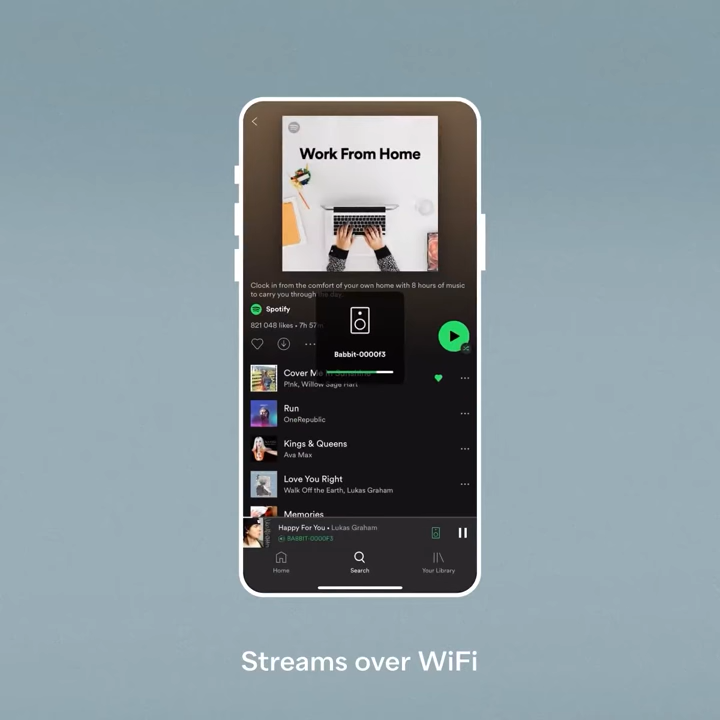 Work From Home
Clock in from the comfort of your own home with 8 hours of music
to carry you through the day.
Spotify
821 048 likes • 7h 57m
Babbit-0000f3
Cover Me In Sunshine
P!nk, Willow Sage Hart
Run
OneRepublic
Kings & Queens
Ava Max
Love You Right
Walk Off the Earth, Lukas Graham
Memories
Happy For You • Lukas Graham
BABBIT-0000F3
Home
Search
Your Library
Streams over WiFi